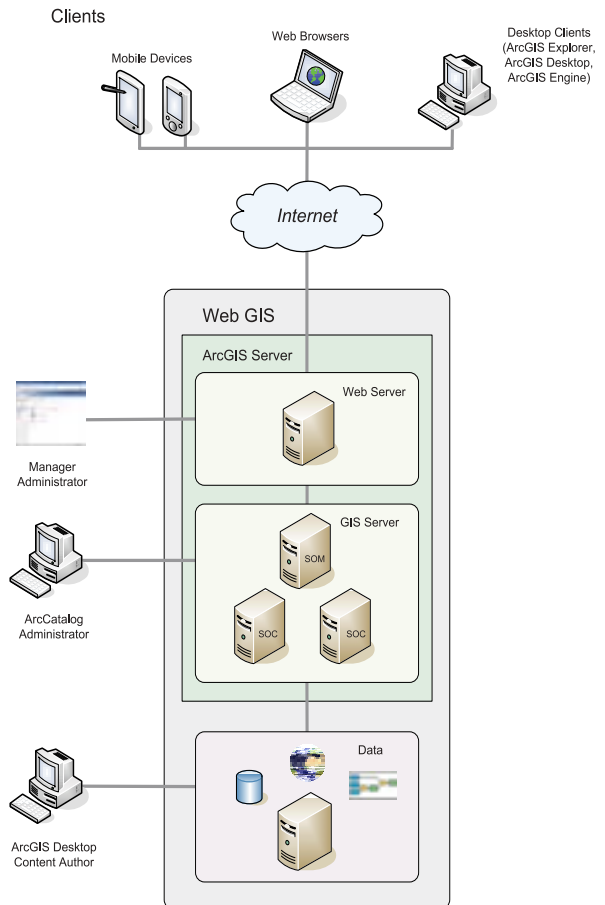 Clients
Mobile Devices
Web Browsers
Desktop Clients
(ArcGIS Explorer,
ArcGIS Desktop,
ArcGIS Engine)
Internet
Web GIS
ArcGIS Server
Web Server
Manager
Administrator
GIS Server
SOM
SOC
SOC
ArcCatalog
Administrator
Data
ArcGIS Desktop
Content Author